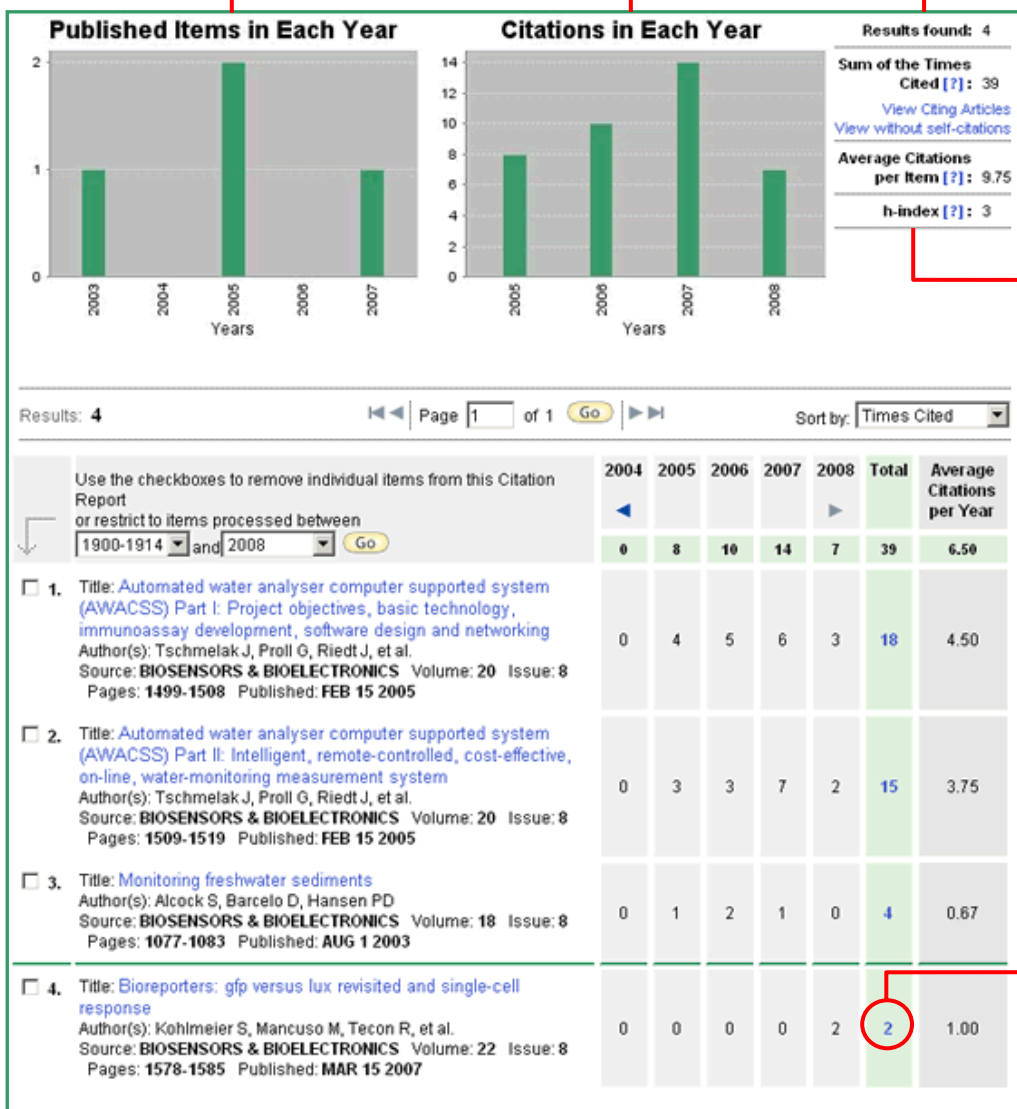 Published Items in Each Year
2
1
0
2003
2004
2005
2006
2007
Years
Citations in Each Year
14
12
10
8
6
4
2
0
2005
2006
2007
2008
Years
Results found: 4
Sum of the Times
Cited [?] : 39
View Citing Articles
View without self-citations
Average Citations
per Item [?] : 9.75
h-index [?] : 3
Results: 4
Page 1 of 1 Go
Sort by: Times Cited
Use the checkboxes to remove individual items from this Citation
Report
or restrict to items processed between
1900-1914 and 2008 Go
2004 2005 2006 2007 2008 Total Average
Citations
per Year
0 8 10 14 7 39 6.50
1. Title: Automated water analyser computer supported system
(AWACSS) Part I: Project objectives, basic technology,
immunoassay development, software design and networking
Author(s): Tschmelak J, Proll G, Riedt J, et al.
Source: BIOSENSORS & BIOELECTRONICS Volume: 20 Issue: 8
Pages: 1499-1508 Published: FEB 15 2005
0 4 5 6 3 18 4.50
2. Title: Automated water analyser computer supported system
(AWACSS) Part II: Intelligent, remote-controlled, cost-effective,
on-line, water-monitoring measurement system
Author(s): Tschmelak J, Proll G, Riedt J, et al.
Source: BIOSENSORS & BIOELECTRONICS Volume: 20 Issue: 8
Pages: 1509-1519 Published: FEB 15 2005
0 3 3 7 2 15 3.75
3. Title: Monitoring freshwater sediments
Author(s): Alcock S, Barcelo D, Hansen PD
Source: BIOSENSORS & BIOELECTRONICS Volume: 18 Issue: 8
Pages: 1077-1083 Published: AUG 1 2003
0 1 2 1 0 4 0.67
4. Title: Bioreporters: gfp versus lux revisited and single-cell
response
Author(s): Kohlmeier S, Mancuso M, Tecon R, et al.
Source: BIOSENSORS & BIOELECTRONICS Volume: 22 Issue: 8
Pages: 1578-1585 Published: MAR 15 2007
0 0 0 0 2 2 1.00